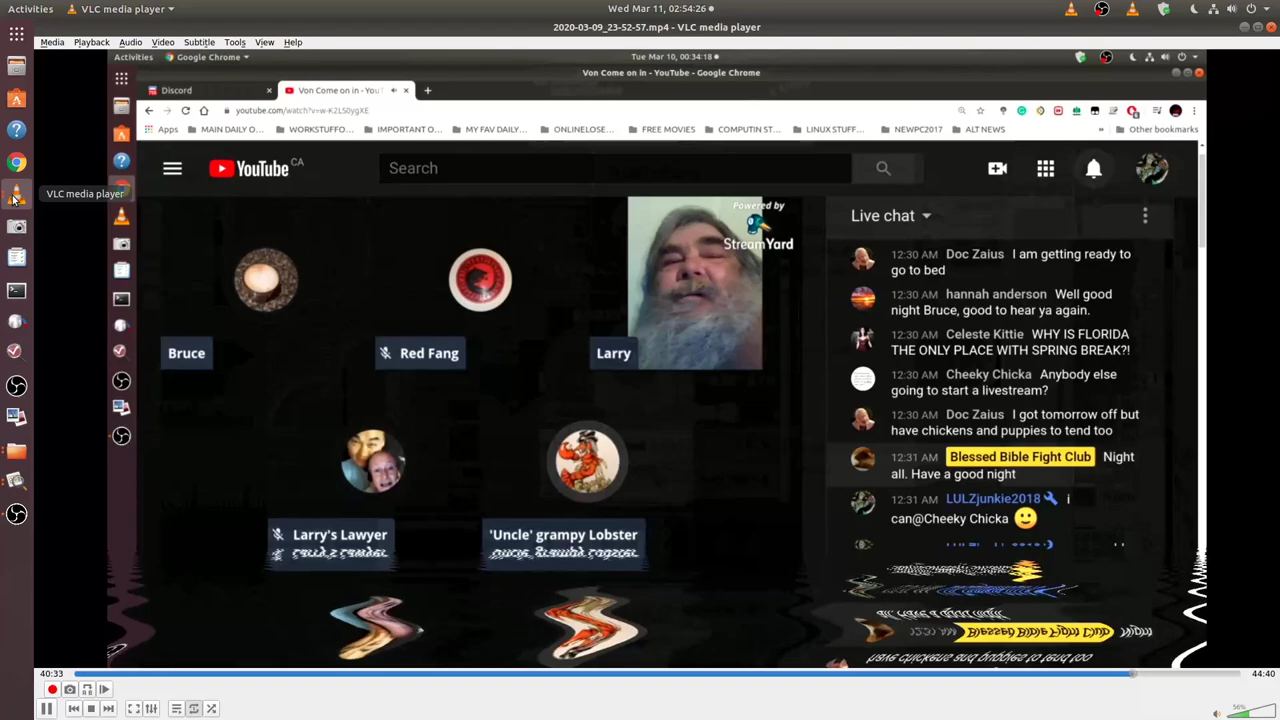 Activities
VLC media player
Wed Mar 11, 02:54:26
2020-03-09_23-52-57.mp4 - VLC media player
Media Playback Audio Video Subtitle Tools View Help
Activities
Google Chrome
Tue Mar 10, 00:34:18
Von Come on in - YouTube - Google Chrome
Discord
Von Come on in - YouT
youtube.com/watch?v=w-K2LS0ygXE
Apps MAIN DAILY O... WORKSTUFFO... IMPORTANT O... MY FAV DAILY... ONLINELOSE... FREE MOVIES COMPUTIN ST... LINUX STUFF... NEWPC2017 ALT NEWS » Other bookmarks
VLC media player
YouTube CA
Search
Powered by
StreamYard
Bruce
Red Fang
Larry
Larry's Lawyer
'Uncle' grampy Lobster
Live chat
12:30 AM Doc Zaius I am getting ready to
go to bed
12:30 AM hannah anderson Well good
night Bruce, good to hear ya again.
12:30 AM Celeste Kittie WHY IS FLORIDA
THE ONLY PLACE WITH SPRING BREAK?!
12:30 AM Cheeky Chicka Anybody else
going to start a livestream?
12:30 AM Doc Zaius I got tomorrow off but
have chickens and puppies to tend too
12:31 AM Blessed Bible Fight Club Night
all. Have a good night
12:31 AM LULZjunkie2018 i
can@Cheeky Chicka
40:33
44:40
56%